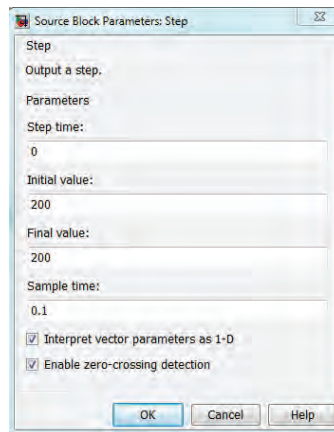 Source Block Parameters: Step
Step
Output a step.
Parameters
Step time:
0
Initial value:
200
Final value:
200
Sample time:
0.1
Interpret vector parameters as 1-D
Enable zero-crossing detection
OK Cancel Help